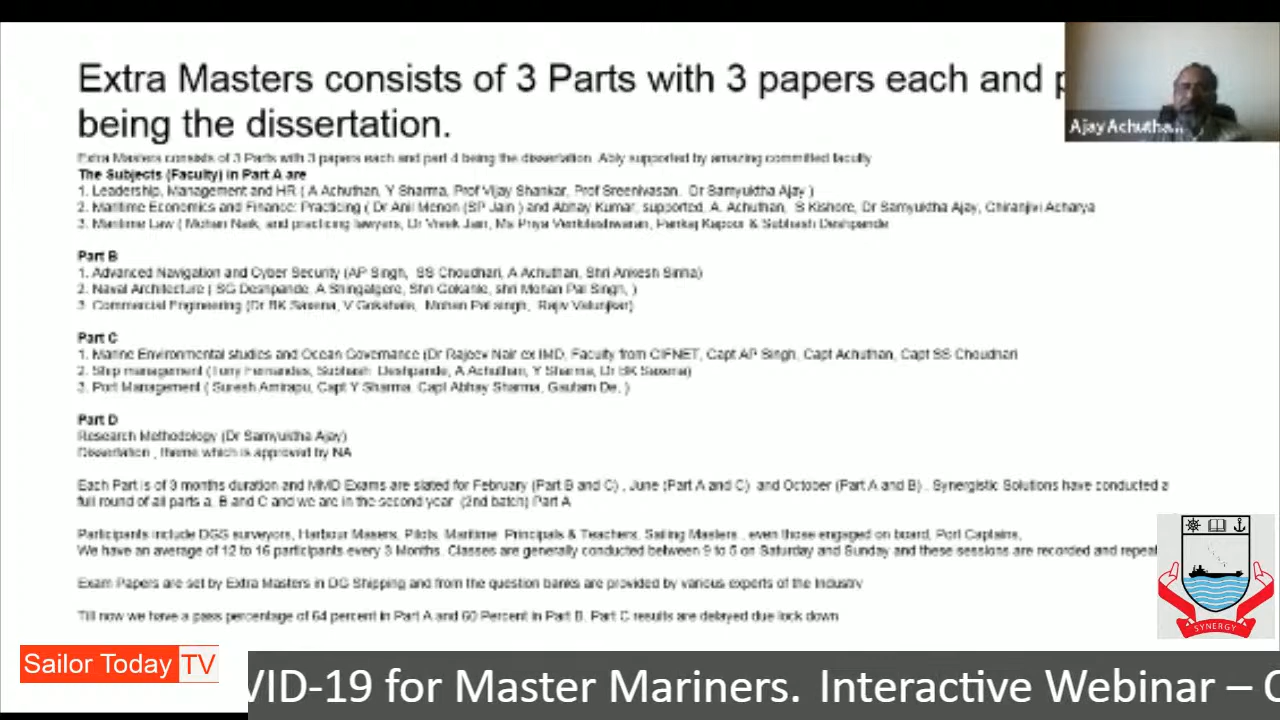 Extra Masters consists of 3 Parts with 3 papers each and p
being the dissertation.
Ajay Achutha...
Extra Masters consists of 3 Parts with 3 papers each and part 4 being the dissertation. Ably supported by amazing committed faculty
The Subjects (Faculty) in Part A are
1. Leadership, Management and HR ( A Achuthan, Y Sharma, Prof Vijay Shankar, Prof Sreenivasan, Dr Samyuktha Ajay )
2. Maritime Economics and Finance: Practicing ( Dr Anil Menon (SP Jain ) and Abhay Kumar, supported, A. Achuthan, S Kishore, Dr Samyuktha Ajay, Chiranjivi Acharya
3. Maritime Law ( Mohan Naik, and practicing lawyers, Dr Vivek Jain, Ms Priya Pankaj Kapoor & Subhash Deshpande
Part B
1. Advanced Navigation and Cyber Security (AP Singh, SS Choudhari, A Achuthan, Shri Ankesh Sinha)
2. Naval Architecture ( SG Deshpande, A Shingalgere, Shri Gokhale, shri Mohan Pal Singh, )
3. Commercial Engineering (Dr BK Saxena, V Gokahale, Mohan Pal singh, Rajiv
Part C
1. Marine Environmental studies and Ocean Governance (Dr Rajeev Nair ex IMD, Faculty from CIFNET, Capt AP Singh, Capt Achuthan, Capt SS Choudhari
2. Ship management (Tony Fernandes, Subhash Deshpande, A Achuthan, Y Sharma, Dr BK Saxena)
3. Port Management ( Suresh Amirapu, Capt Y Sharma, Capt Abhay Sharma, Gautam De, )
Part D
Research Methodology (Dr Samyuktha Ajay)
Dissertation , theme which is approved by NA
Each Part is of 3 months duration and MMD Exams are slated for February (Part B and C) , June (Part A and C) and October (Part A and B) . Synergistic Solutions have conducted a
full round of all parts a, B and C and we are in the second year (2nd batch) Part A
Participants include DGS surveyors, Harbour Masers, Pilots, Maritime Principals & Teachers, Sailing Masters , even those engaged on board, Port Captains,
We have an average of 12 to 16 participants every 3 Months. Classes are generally conducted between 9 to 5 on Saturday and Sunday and these sessions are recorded and repeat
Exam Papers are set by Extra Masters in DG Shipping and from the question banks are provided by various experts of the Industry
Till now we have a pass percentage of 64 percent in Part A and 60 Percent in Part B, Part C results are delayed due lock down
SYNERGY
Sailor Today TV
VID-19 for Master Mariners. Interactive Webinar – C